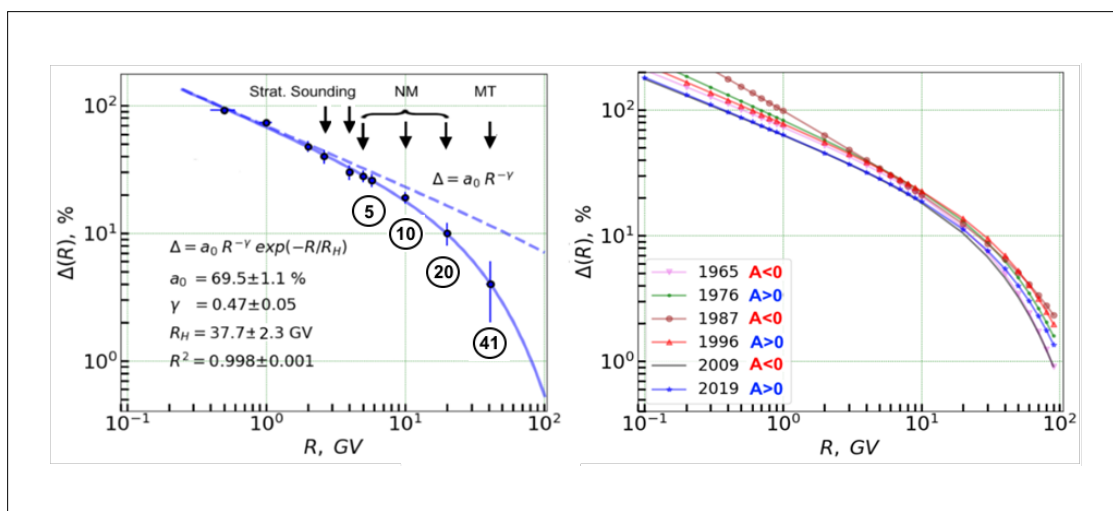 Strat. Sounding NM MT
Δ = a₀ R⁻ᵞ
5
10
20
41
Δ = a₀ R⁻ᵞ exp(−R/R_H)
a₀ = 69.5±1.1 %
γ = 0.47±0.05
R_H = 37.7±2.3 GV
R² = 0.998±0.001
Δ(R), %
10²
10¹
10⁰
10⁻¹ 10⁰ 10¹ 10²
R, GV
Δ(R), %
10²
10¹
10⁰
1965 A<0
1976 A>0
1987 A<0
1996 A>0
2009 A<0
2019 A>0
10⁻¹ 10⁰ 10¹ 10²
R, GV